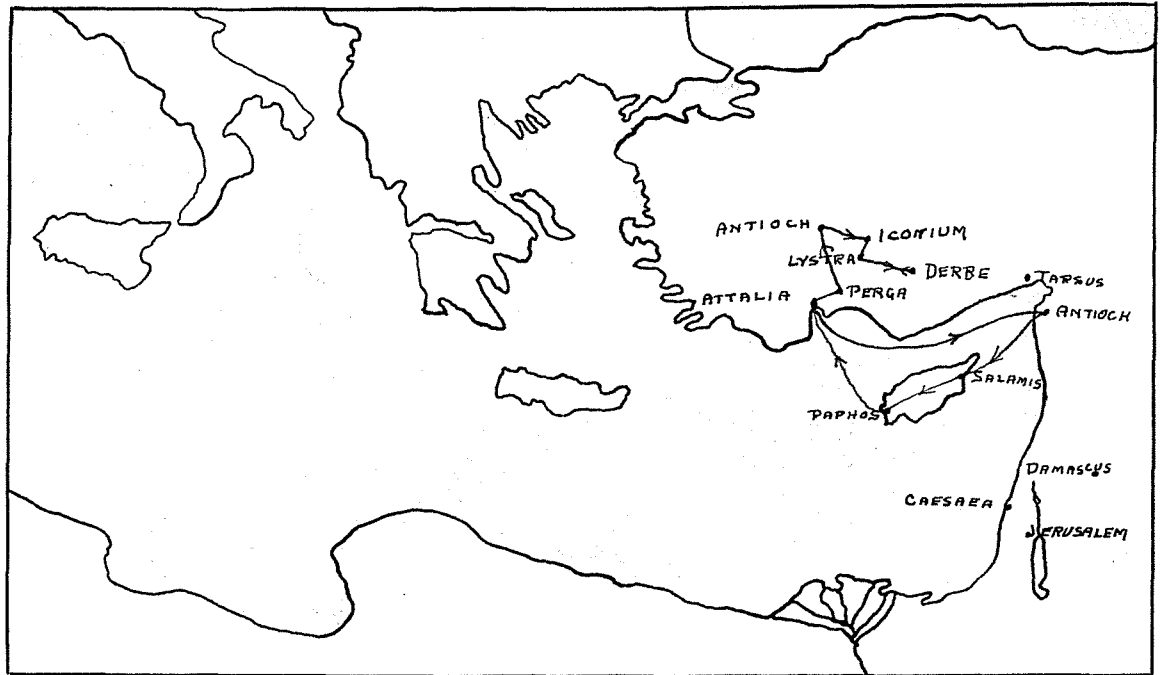 ANTIOCH
ICONIUM
LYSTRA
DERBE
TARSUS
ATTALIA
PERGA
ANTIOCH
SALAMIS
PAPHOS
DAMASCUS
CAESAEA
JERUSALEM